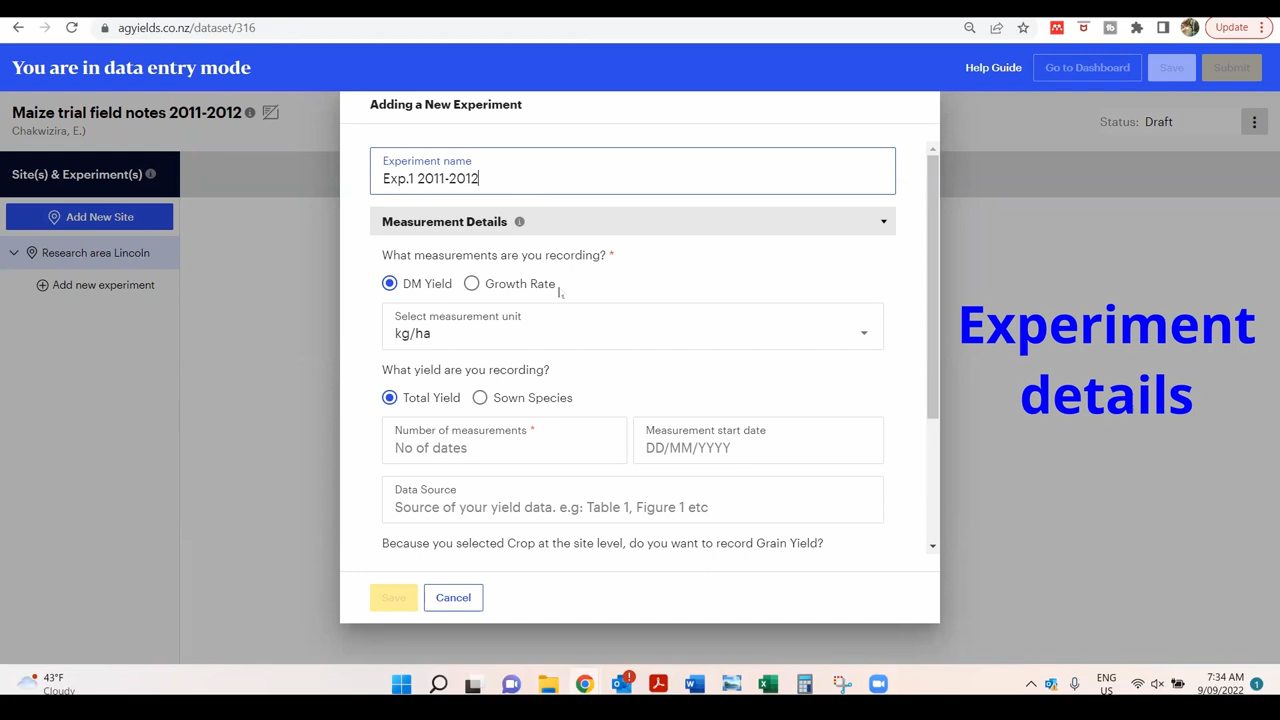 agyields.co.nz/dataset/316
Update
You are in data entry mode
Help Guide
Go to Dashboard
Save
Submit
Maize trial field notes 2011-2012
Chakwizira, E.)
Status: Draft
Site(s) & Experiment(s)
Add New Site
Research area Lincoln
Add new experiment
Adding a New Experiment
Experiment name
Exp.1 2011-2012
Measurement Details
What measurements are you recording? *
DM Yield
Growth Rate
Select measurement unit
kg/ha
What yield are you recording?
Total Yield
Sown Species
Number of measurements *
No of dates
Measurement start date
DD/MM/YYYY
Data Source
Source of your yield data. e.g: Table 1, Figure 1 etc
Because you selected Crop at the site level, do you want to record Grain Yield?
Save
Cancel
Experiment
details
43°F
Cloudy
ENG
US
7:34 AM
9/09/2022